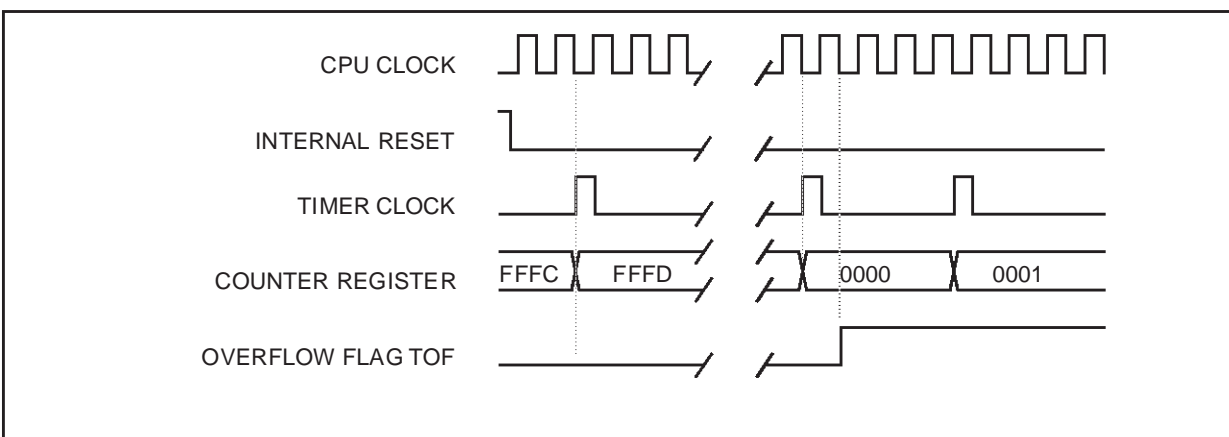 CPU CLOCK
INTERNAL RESET
TIMER CLOCK
COUNTER REGISTER
FFFC
FFFD
0000
0001
OVERFLOW FLAG TOF